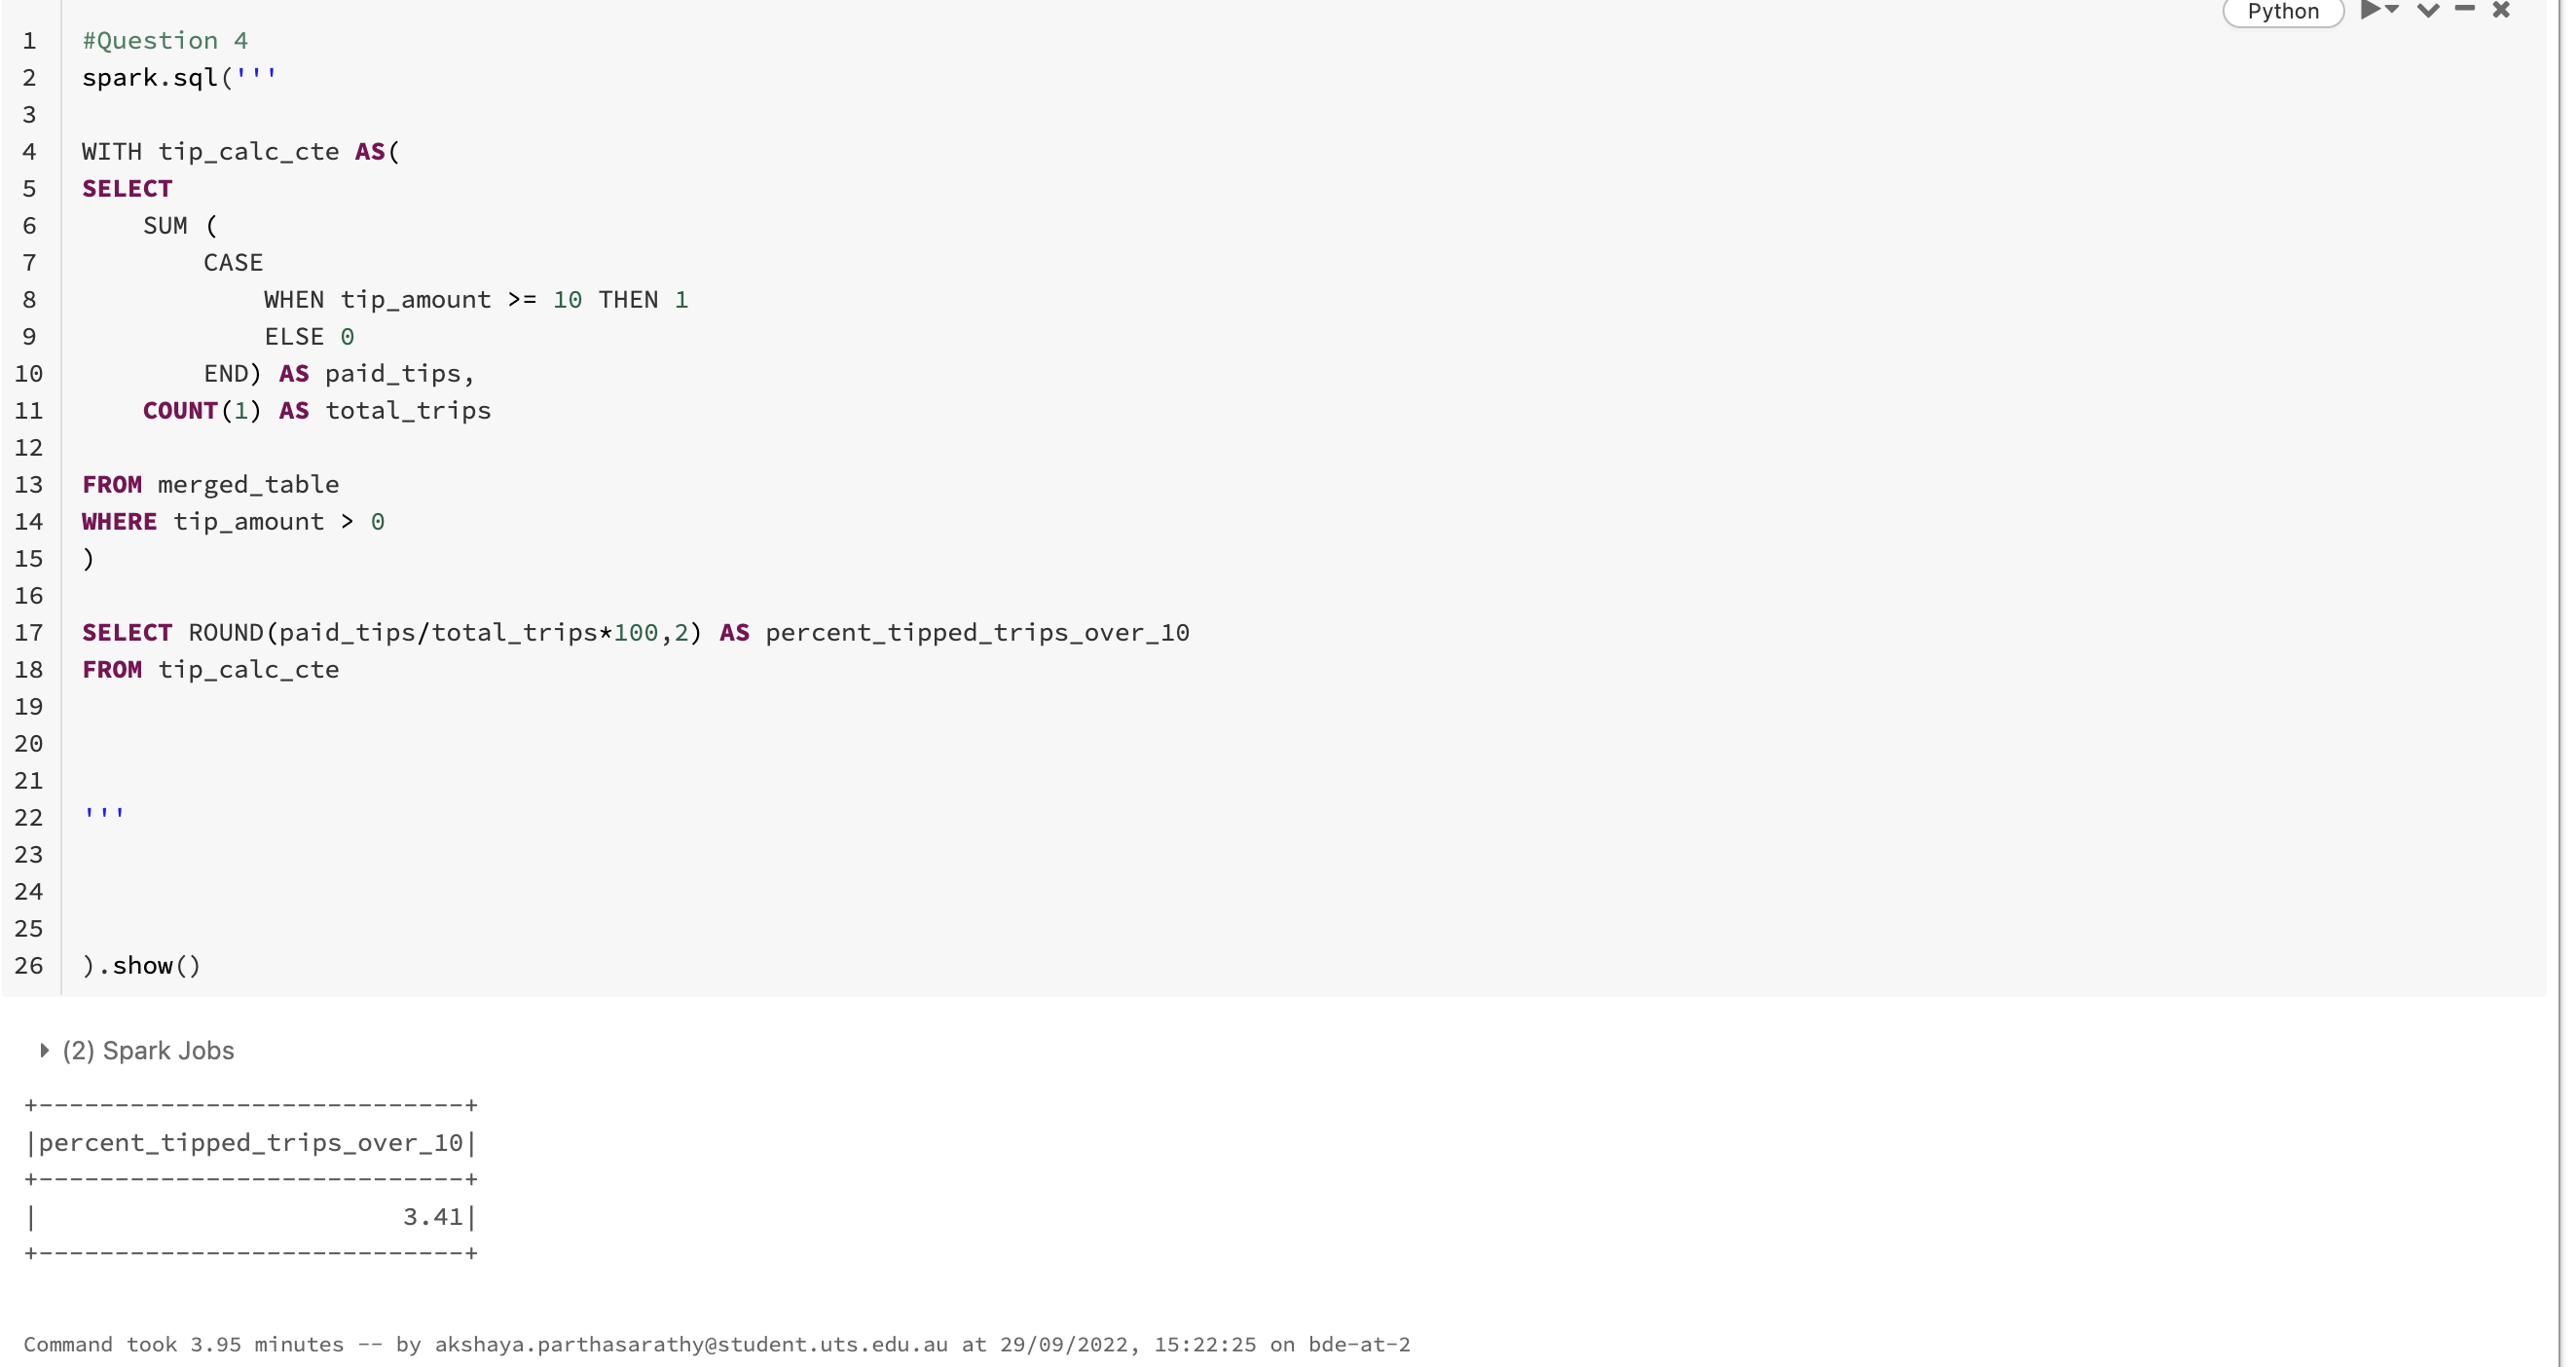 Python
1 #Question 4
2 spark.sql('''
3
4 WITH tip_calc_cte AS(
5 SELECT
6     SUM (
7         CASE
8             WHEN tip_amount >= 10 THEN 1
9             ELSE 0
10         END) AS paid_tips,
11     COUNT(1) AS total_trips
12
13 FROM merged_table
14 WHERE tip_amount > 0
15 )
16
17 SELECT ROUND(paid_tips/total_trips*100,2) AS percent_tipped_trips_over_10
18 FROM tip_calc_cte
19
20
21
22 '''
23
24
25
26 ).show()
(2) Spark Jobs
+----------------------------+
|percent_tipped_trips_over_10|
+----------------------------+
|                        3.41|
+----------------------------+
Command took 3.95 minutes -- by akshaya.parthasarathy@student.uts.edu.au at 29/09/2022, 15:22:25 on bde-at-2